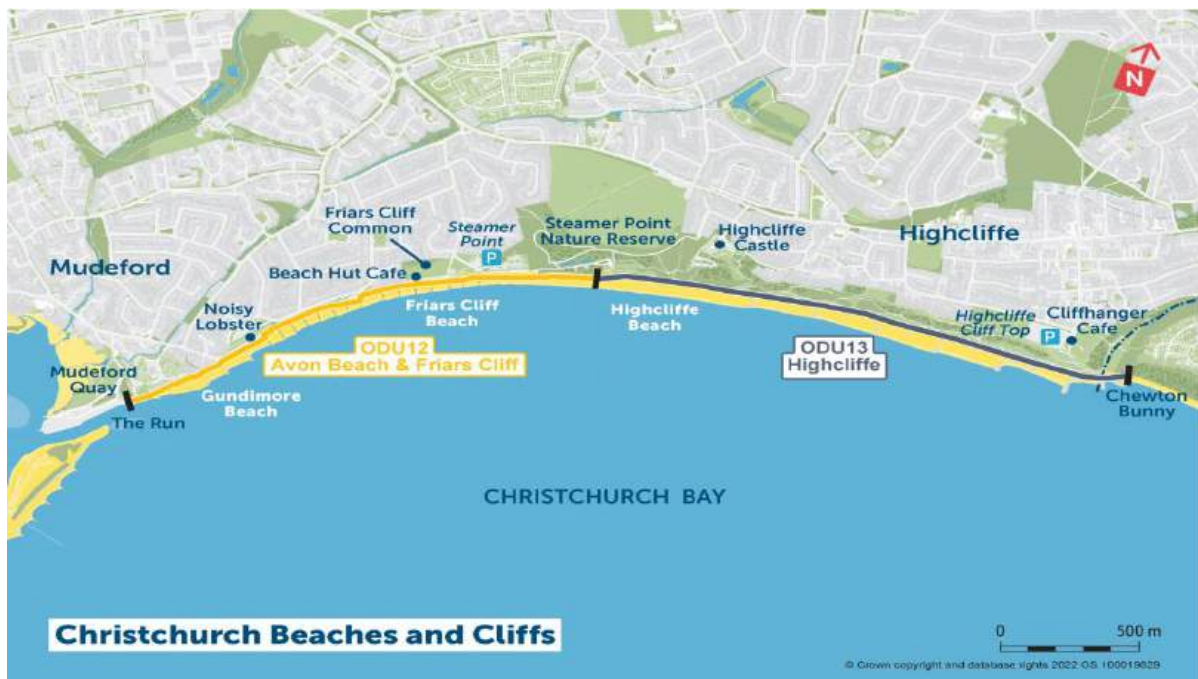 N
Friars Cliff
Common
Steamer
Point
P
Steamer Point
Nature Reserve
Highcliffe
Castle
Highcliffe
Mudeford
Beach Hut Cafe
Noisy
Lobster
Friars Cliff
Beach
Highcliffe
Beach
Highcliffe
Cliff Top
P
Cliffhanger
Cafe
ODU12
Avon Beach & Friars Cliff
ODU13
Highcliffe
Mudeford
Quay
Gundimore
Beach
The Run
Chewton
Bunny
CHRISTCHURCH BAY
Christchurch Beaches and Cliffs
0 500 m
© Crown copyright and database rights 2022 OS 100019829